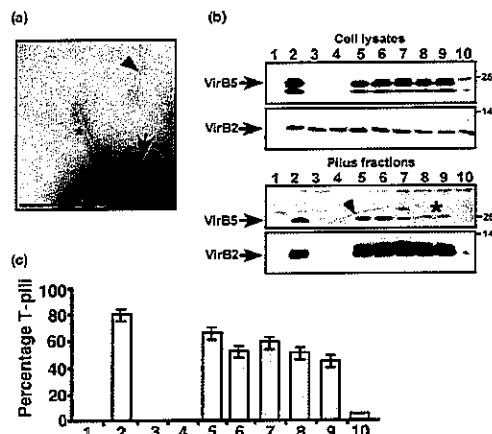 (a)
(b)
Cell lysates
1 2 3 4 5 6 7 8 9 10
VirB5
25
VirB2
14
Pilus fractions
1 2 3 4 5 6 7 8 9 10
VirB5
*
25
VirB2
14
(c)
Percentage T-pili
100
80
60
40
20
0
1 2 3 4 5 6 7 8 9 10